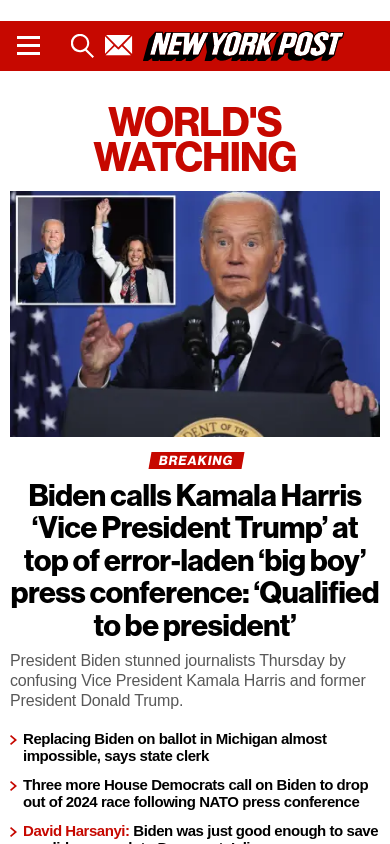 NEW YORK POST
WORLD'S
WATCHING
DENT OF THE
BREAKING
Biden calls Kamala Harris
‘Vice President Trump’ at
top of error-laden ‘big boy’
press conference: ‘Qualified
to be president’
President Biden stunned journalists Thursday by
confusing Vice President Kamala Harris and former
President Donald Trump.
Replacing Biden on ballot in Michigan almost
impossible, says state clerk
Three more House Democrats call on Biden to drop
out of 2024 race following NATO press conference
David Harsanyi: Biden was just good enough to save